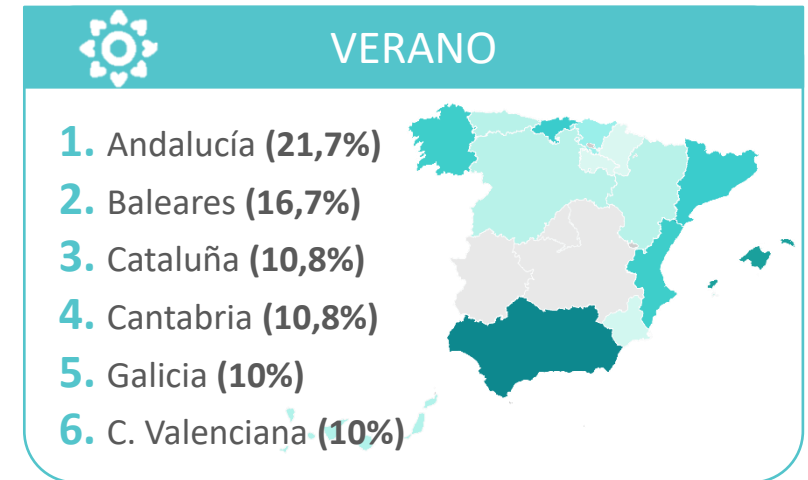 VERANO
1. Andalucía (21,7%)
2. Baleares (16,7%)
3. Cataluña (10,8%)
4. Cantabria (10,8%)
5. Galicia (10%)
6. C. Valenciana (10%)